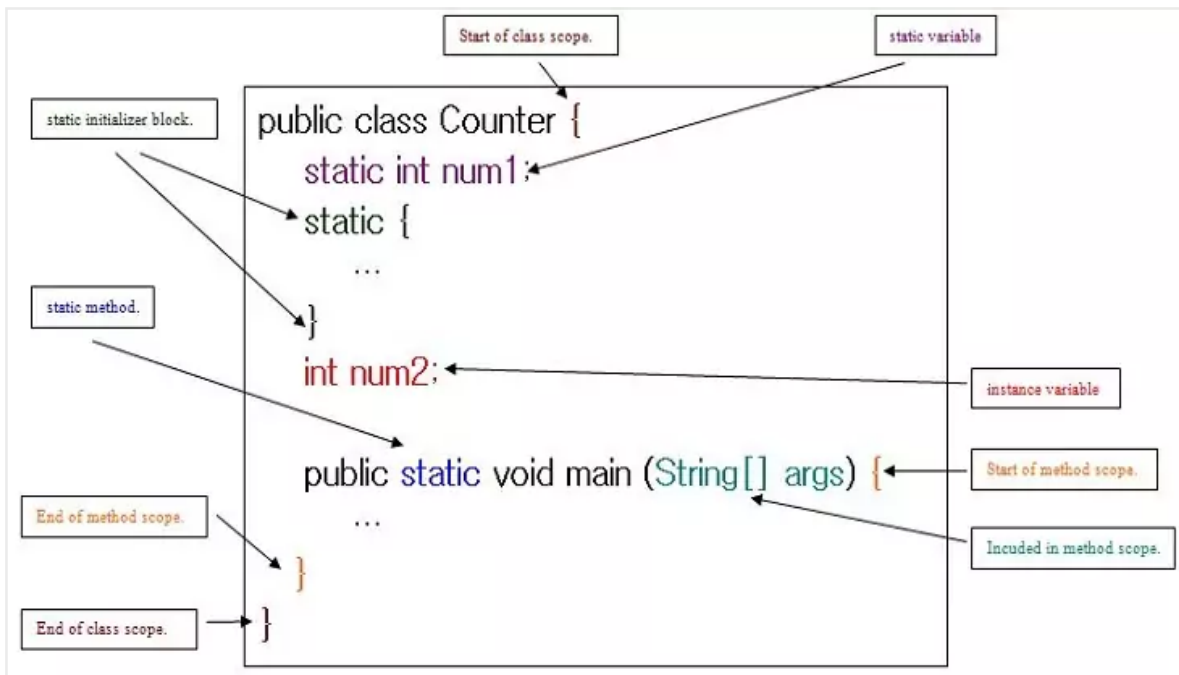 Start of class scope.
static variable
static initializer block.
public class Counter {
static int num1;
static {
...
}
static method.
int num2;
instance variable
public static void main (String[] args) {
Start of method scope.
...
End of method scope.
Incuded in method scope.
}
End of class scope.
}